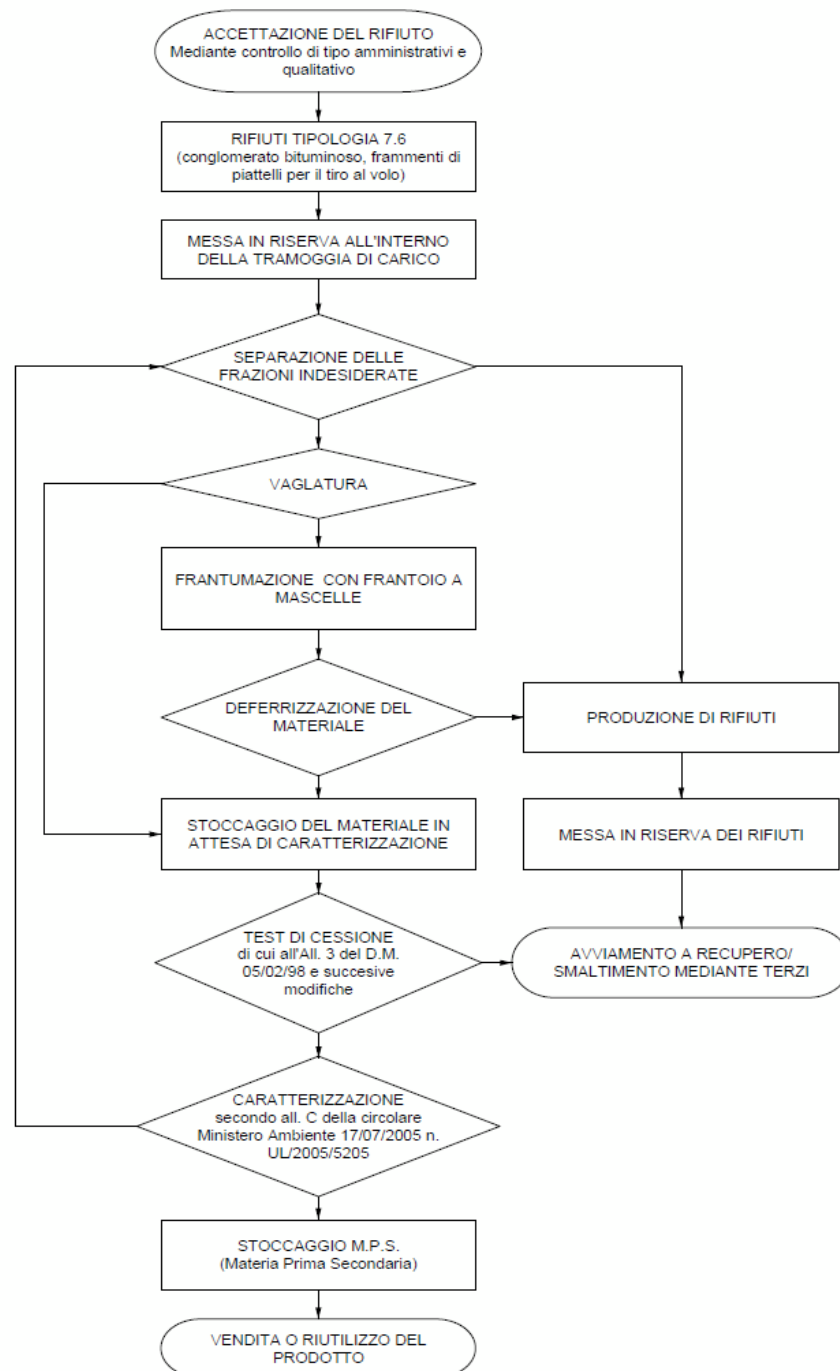 ACCETTAZIONE DEL RIFIUTO
Mediante controllo di tipo amministrativi e
qualitativo
RIFIUTI TIPOLOGIA 7.6
(conglomerato bituminoso, frammenti di
piattelli per il tiro al volo)
MESSA IN RISERVA ALL'INTERNO
DELLA TRAMOGGIA DI CARICO
SEPARAZIONE DELLE
FRAZIONI INDESIDERATE
VAGLATURA
FRANTUMAZIONE CON FRANTOIO A
MASCELLE
DEFERRIZZAZIONE DEL
MATERIALE
PRODUZIONE DI RIFIUTI
STOCCAGGIO DEL MATERIALE IN
ATTESA DI CARATTERIZZAZIONE
MESSA IN RISERVA DEI RIFIUTI
TEST DI CESSIONE
di cui all'All. 3 del D.M.
05/02/98 e succesive
modifiche
AVVIAMENTO A RECUPERO/
SMALTIMENTO MEDIANTE TERZI
CARATTERIZZAZIONE
secondo all. C della circolare
Ministero Ambiente 17/07/2005 n.
UL/2005/5205
STOCCAGGIO M.P.S.
(Materia Prima Secondaria)
VENDITA O RIUTILIZZO DEL
PRODOTTO